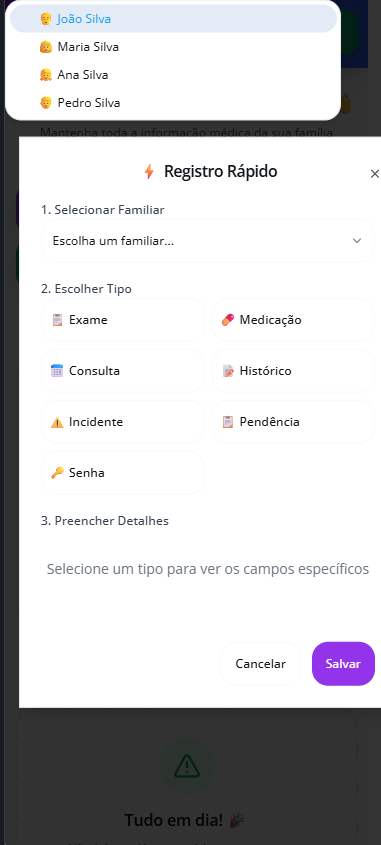 João Silva
Maria Silva
Ana Silva
Pedro Silva
Mantenha toda a informação médica da sua família
Registro Rápido
×
1. Selecionar Familiar
Escolha um familiar...
2. Escolher Tipo
Exame
Medicação
Consulta
Histórico
Incidente
Pendência
Senha
3. Preencher Detalhes
Selecione um tipo para ver os campos específicos
Cancelar
Salvar
Tudo em dia! 🎉